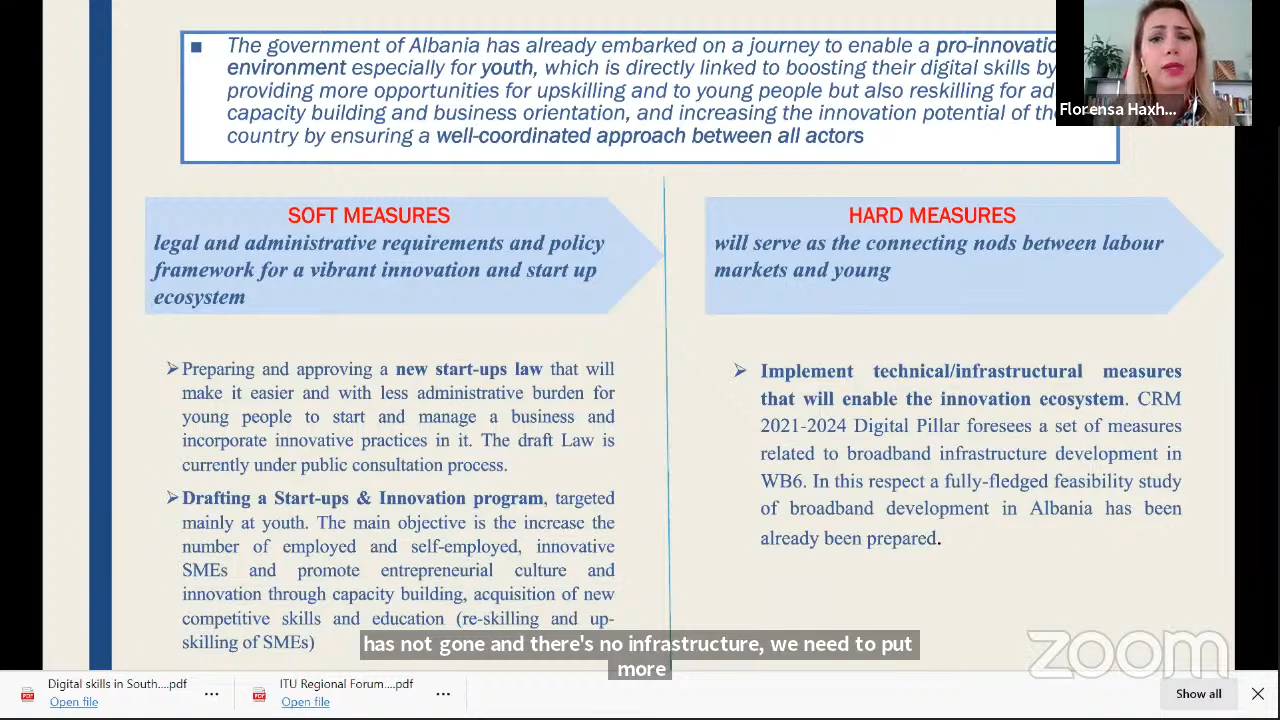 The government of Albania has already embarked on a journey to enable a pro-innovatio
environment especially for youth, which is directly linked to boosting their digital skills by
providing more opportunities for upskilling and to young people but also reskilling for ad
capacity building end business orientation, and increasing the innovation potential of the
country by ensuring a well-coordinated approach between all actors
Florensa Haxh...
SOFT MEASURES
legal and administrative requirements and policy
framework for a vibrant innovation and start up
ecosystem
HARD MEASURES
will serve as the connecting nods between labour
markets and young
Preparing and approving a new start-ups law that will
make it easier and with less administrative burden for
young people to start and manage a business and
incorporate innovative practices in it. The draft Law is
currently under public consultation process.
Drafting a Start-ups & Innovation program, targeted
mainly at youth. The main objective is the increase the
number of employed and self-employed, innovative
SMEs and promote entrepreneurial culture and
innovation through capacity building, acquisition of new
competitive skills and education (re-skilling and up-
skilling of SMEs)
Implement technical/infrastructural measures
that will enable the innovation ecosystem. CRM
2021-2024 Digital Pillar foresees a set of measures
related to broadband infrastructure development in
WB6. In this respect a fully-fledged feasibility study
of broadband development in Albania has been
already been prepared.
has not gone and there's no infrastructure, we need to put
more
zoom
Digital skills in South....pdf
Open file
ITU Regional Forum....pdf
Open file
Show all